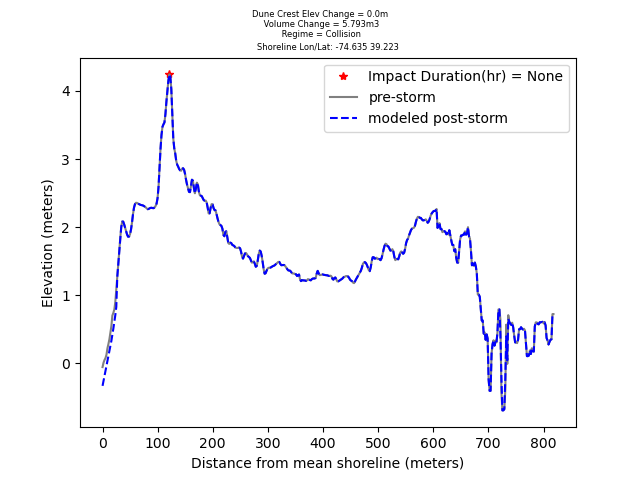 Dune Crest Elev Change = 0.0m
Volume Change = 5.793m3
Regime = Collision
Shoreline Lon/Lat: -74.635 39.223
Impact Duration(hr) = None
pre-storm
modeled post-storm
Elevation (meters)
4
3
2
1
0
0 100 200 300 400 500 600 700 800
Distance from mean shoreline (meters)